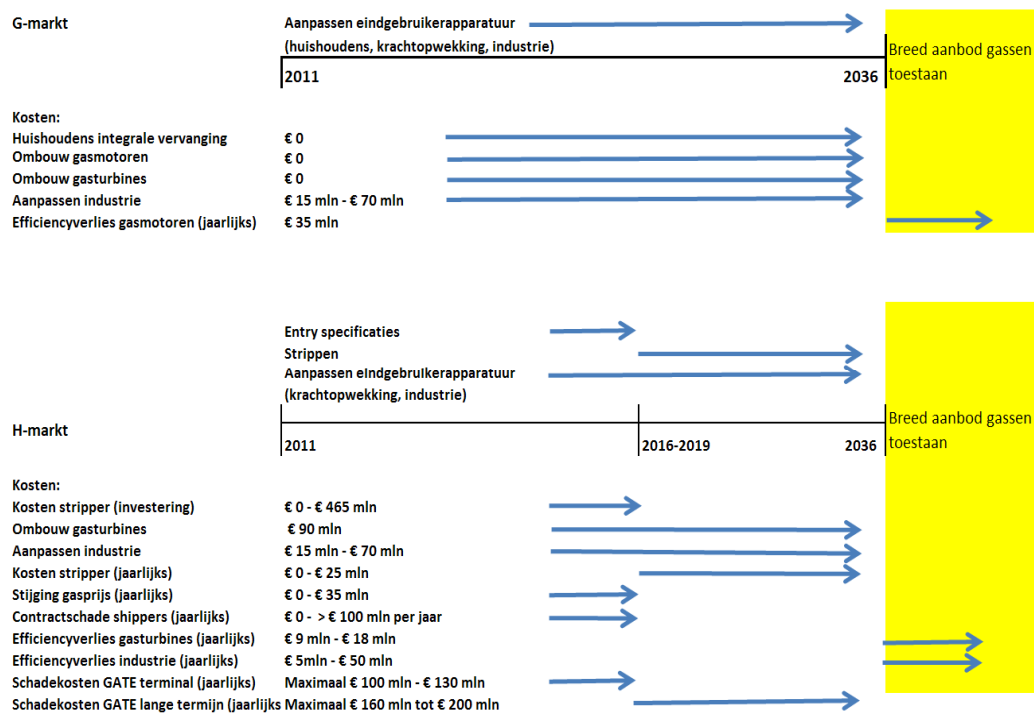 G-markt
Aanpassen eindgebruikerapparatuur
(huishoudens, krachtopwekking, industrie)
Breed aanbod gassen
toestaan
2011 2036
Kosten:
Huishoudens integrale vervanging € 0
Ombouw gasmotoren € 0
Ombouw gasturbines € 0
Aanpassen industrie € 15 mln - € 70 mln
Efficiencyverlies gasmotoren (jaarlijks) € 35 mln
Entry specificaties
Strippen
Aanpassen eindgebruikerapparatuur
(krachtopwekking, industrie)
H-markt
Breed aanbod gassen
toestaan
2011 2016-2019 2036
Kosten:
Kosten stripper (investering) € 0 - € 465 mln
Ombouw gasturbines € 90 mln
Aanpassen industrie € 15 mln - € 70 mln
Kosten stripper (jaarlijks) € 0 - € 25 mln
Stijging gasprijs (jaarlijks) € 0 - € 35 mln
Contractschade shippers (jaarlijks) € 0 - > € 100 mln per jaar
Efficiencyverlies gasturbines (jaarlijks) € 9 mln - € 18 mln
Efficiencyverlies industrie (jaarlijks) € 5mln - € 50 mln
Schadekosten GATE terminal (jaarlijks) Maximaal € 100 mln - € 130 mln
Schadekosten GATE lange termijn (jaarlijks Maximaal € 160 mln tot € 200 mln